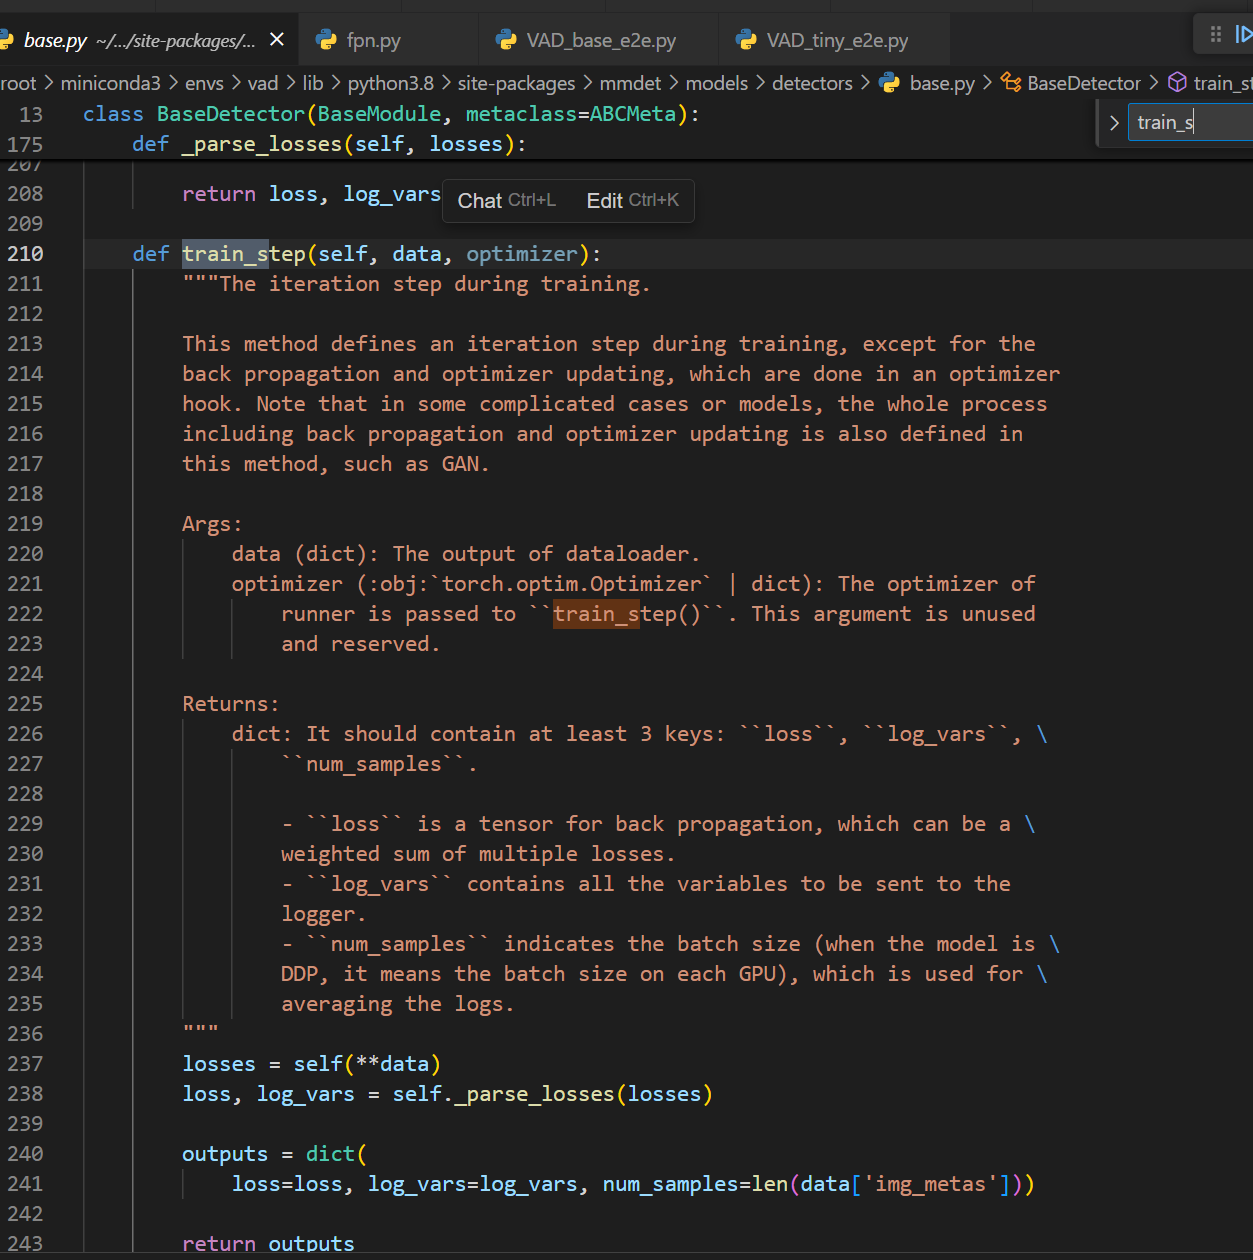 base.py ~/.../site-packages/...
fpn.py
VAD_base_e2e.py
VAD_tiny_e2e.py
root > miniconda3 > envs > vad > lib > python3.8 > site-packages > mmdet > models > detectors > base.py > BaseDetector > train_st
13 class BaseDetector(BaseModule, metaclass=ABCMeta):
train_s
175 def _parse_losses(self, losses):
207
208 return loss, log_vars
Chat Ctrl+L Edit Ctrl+K
209
210 def train_step(self, data, optimizer):
211 """The iteration step during training.
212
213 This method defines an iteration step during training, except for the
214 back propagation and optimizer updating, which are done in an optimizer
215 hook. Note that in some complicated cases or models, the whole process
216 including back propagation and optimizer updating is also defined in
217 this method, such as GAN.
218
219 Args:
220 data (dict): The output of dataloader.
221 optimizer (:obj:`torch.optim.Optimizer` | dict): The optimizer of
222 runner is passed to ``train_step()``. This argument is unused
223 and reserved.
224
225 Returns:
226 dict: It should contain at least 3 keys: ``loss``, ``log_vars``, \
227 ``num_samples``.
228
229 - ``loss`` is a tensor for back propagation, which can be a \
230 weighted sum of multiple losses.
231 - ``log_vars`` contains all the variables to be sent to the
232 logger.
233 - ``num_samples`` indicates the batch size (when the model is \
234 DDP, it means the batch size on each GPU), which is used for \
235 averaging the logs.
236 """
237 losses = self(**data)
238 loss, log_vars = self._parse_losses(losses)
239
240 outputs = dict(
241 loss=loss, log_vars=log_vars, num_samples=len(data['img_metas']))
242
243 return outputs